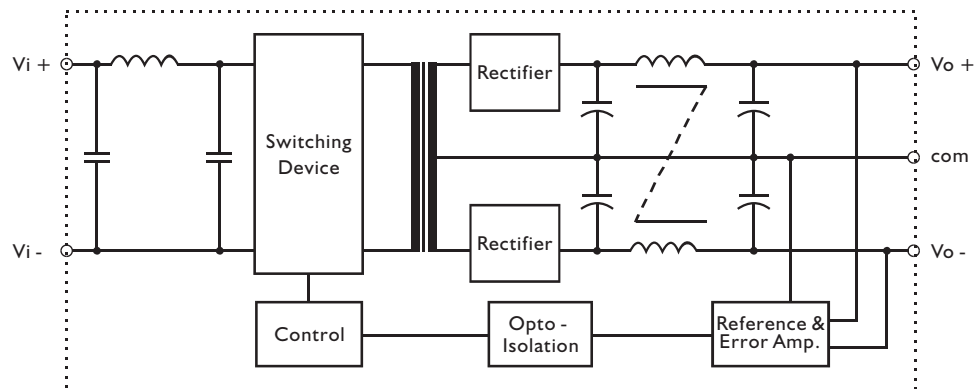 Vi +
Rectifier
Vo +
Switching
Device
com
Vi -
Rectifier
Vo -
Control
Opto -
Isolation
Reference &
Error Amp.